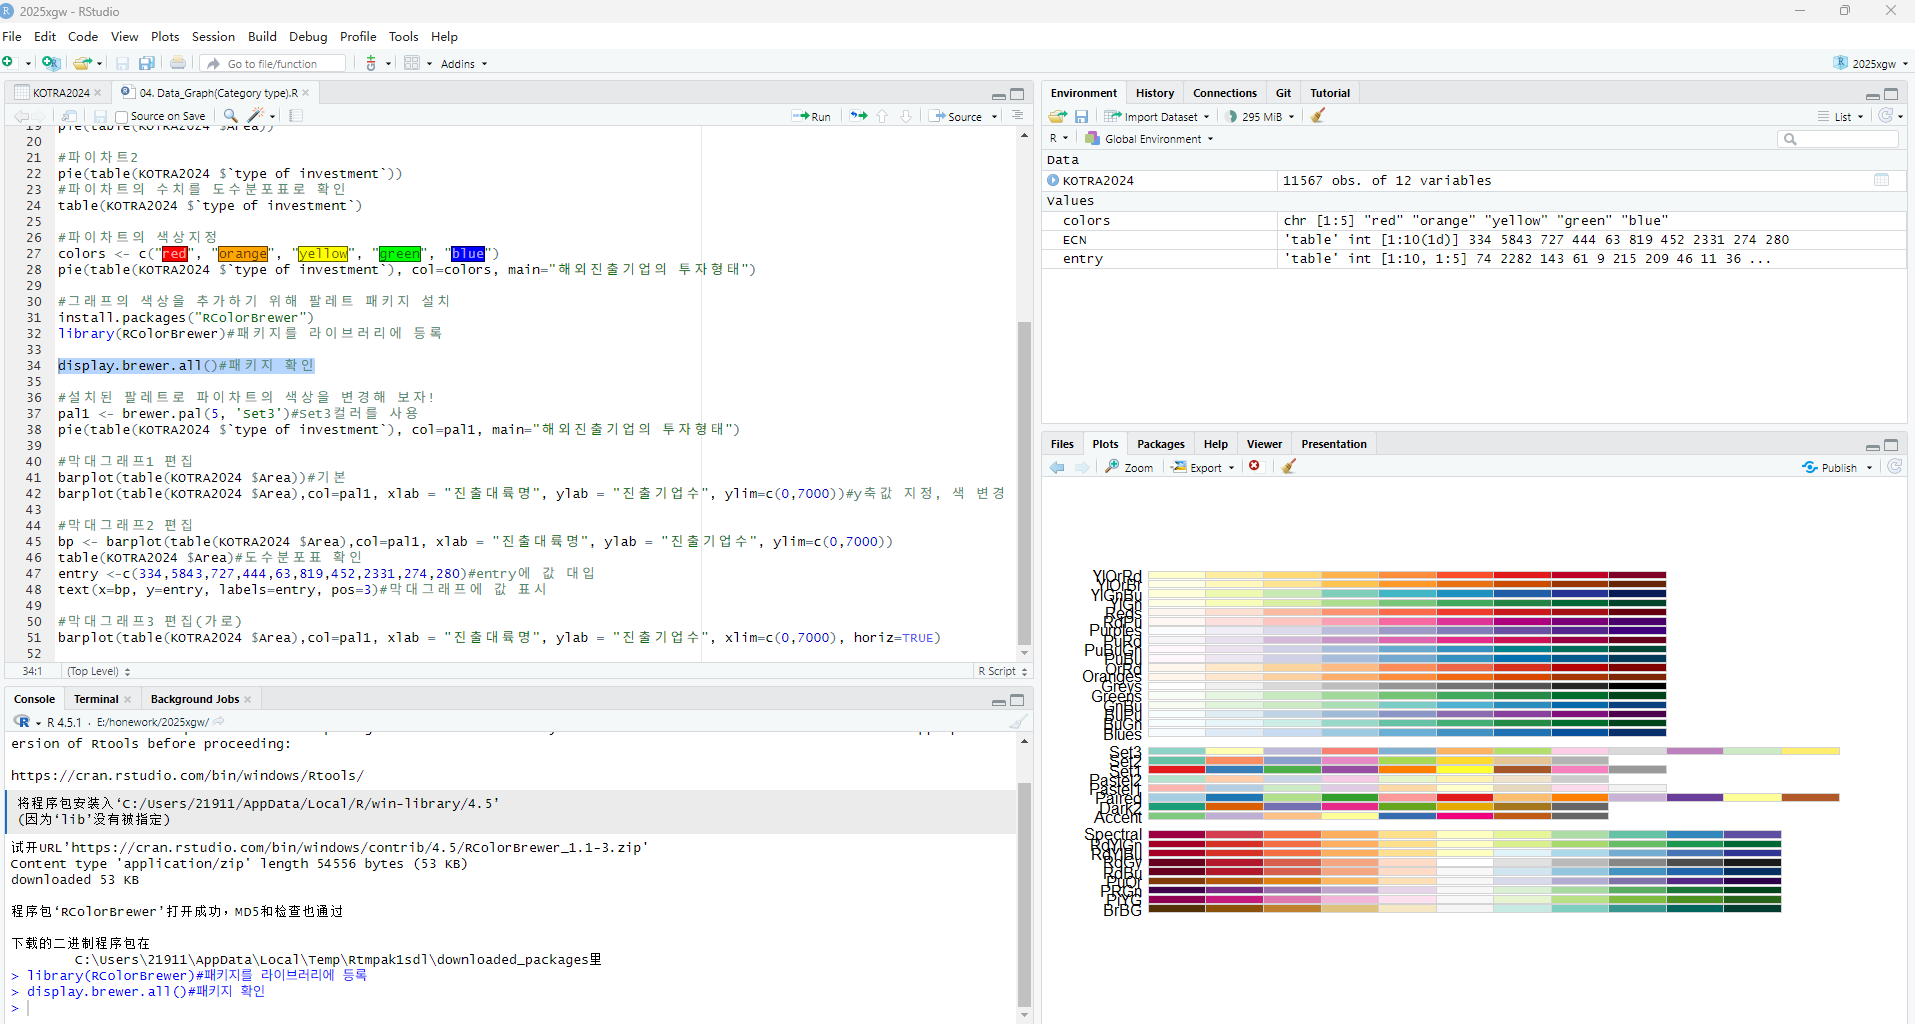 2025xgw - RStudio
File Edit Code View Plots Session Build Debug Profile Tools Help
Go to file/function Addins 2025xgw
KOTRA2024 04. Data_Graph(Category type).R
Source on Save Run Source
19 pie(table(KOTRA2024 $Area))
20
21 #파이차트2
22 pie(table(KOTRA2024 $`type of investment`))
23 #파이차트의 수치를 도수분포표로 확인
24 table(KOTRA2024 $`type of investment`)
25
26 #파이차트의 색상지정
27 colors <- c("red", "orange", "yellow", "green", "blue")
28 pie(table(KOTRA2024 $`type of investment`), col=colors, main="해외진출기업의 투자형태")
29
30 #그래프의 색상을 추가하기 위해 팔레트 패키지 설치
31 install.packages("RColorBrewer")
32 library(RColorBrewer)#패키지를 라이브러리에 등록
33
34 display.brewer.all()#패키지 확인
35
36 #설치된 팔레트로 파이차트의 색상을 변경해 보자!
37 pal1 <- brewer.pal(5, 'Set3')#Set3컬러를 사용
38 pie(table(KOTRA2024 $`type of investment`), col=pal1, main="해외진출기업의 투자형태")
39
40 #막대그래프1 편집
41 barplot(table(KOTRA2024 $Area))#기본
42 barplot(table(KOTRA2024 $Area),col=pal1, xlab = "진출대륙명", ylab = "진출기업수", ylim=c(0,7000))#y축값 지정, 색 변경
43
44 #막대그래프2 편집
45 bp <- barplot(table(KOTRA2024 $Area),col=pal1, xlab = "진출대륙명", ylab = "진출기업수", ylim=c(0,7000))
46 table(KOTRA2024 $Area)#도수분포표 확인
47 entry <-c(334,5843,727,444,63,819,452,2331,274,280)#entry에 값 대입
48 text(x=bp, y=entry, labels=entry, pos=3)#막대그래프에 값 표시
49
50 #막대그래프3 편집(가로)
51 barplot(table(KOTRA2024 $Area),col=pal1, xlab = "진출대륙명", ylab = "진출기업수", xlim=c(0,7000), horiz=TRUE)
52
34:1 (Top Level) R Script
Console Terminal Background Jobs
R 4.5.1 · E:/honework/2025xgw/
ersion of Rtools before proceeding:
https://cran.rstudio.com/bin/windows/Rtools/
将程序包安装入‘C:/Users/21911/AppData/Local/R/win-library/4.5’
(因为‘lib’没有被指定)
试开URL’https://cran.rstudio.com/bin/windows/contrib/4.5/RColorBrewer_1.1-3.zip'
Content type 'application/zip' length 54556 bytes (53 KB)
downloaded 53 KB
程序包‘RColorBrewer’打开成功，MD5和检查也通过
下载的二进制程序包在
C:\Users\21911\AppData\Local\Temp\Rtmpak1sdl\downloaded_packages里
> library(RColorBrewer)#패키지를 라이브러리에 등록
> display.brewer.all()#패키지 확인
>
Environment History Connections Git Tutorial
Import Dataset 295 MiB List
R Global Environment
Data
KOTRA2024 11567 obs. of 12 variables
Values
colors chr [1:5] "red" "orange" "yellow" "green" "blue"
ECN 'table' int [1:10(1d)] 334 5843 727 444 63 819 452 2331 274 280
entry 'table' int [1:10, 1:5] 74 2282 143 61 9 215 209 46 11 36 ...
Files Plots Packages Help Viewer Presentation
Zoom Export Publish
YlOrRd
YlOrBr
YlGnBu
YlGn
Reds
RdPu
Purples
PuRd
PuBuGn
PuBu
OrRd
Oranges
Greys
Greens
GnBu
BuPu
BuGn
Blues
Set3
Set2
Set1
Pastel2
Pastel1
Paired
Dark2
Accent
Spectral
RdYlGn
RdYlBu
RdGy
RdBu
PuOr
PRGn
PiYG
BrBG